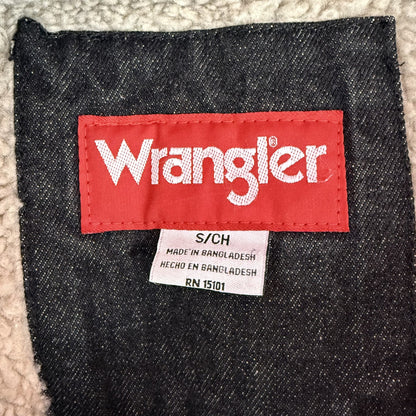 Wrangler®
S/CH
MADE IN BANGLADESH
HECHO EN BANGLADESH
RN 15101